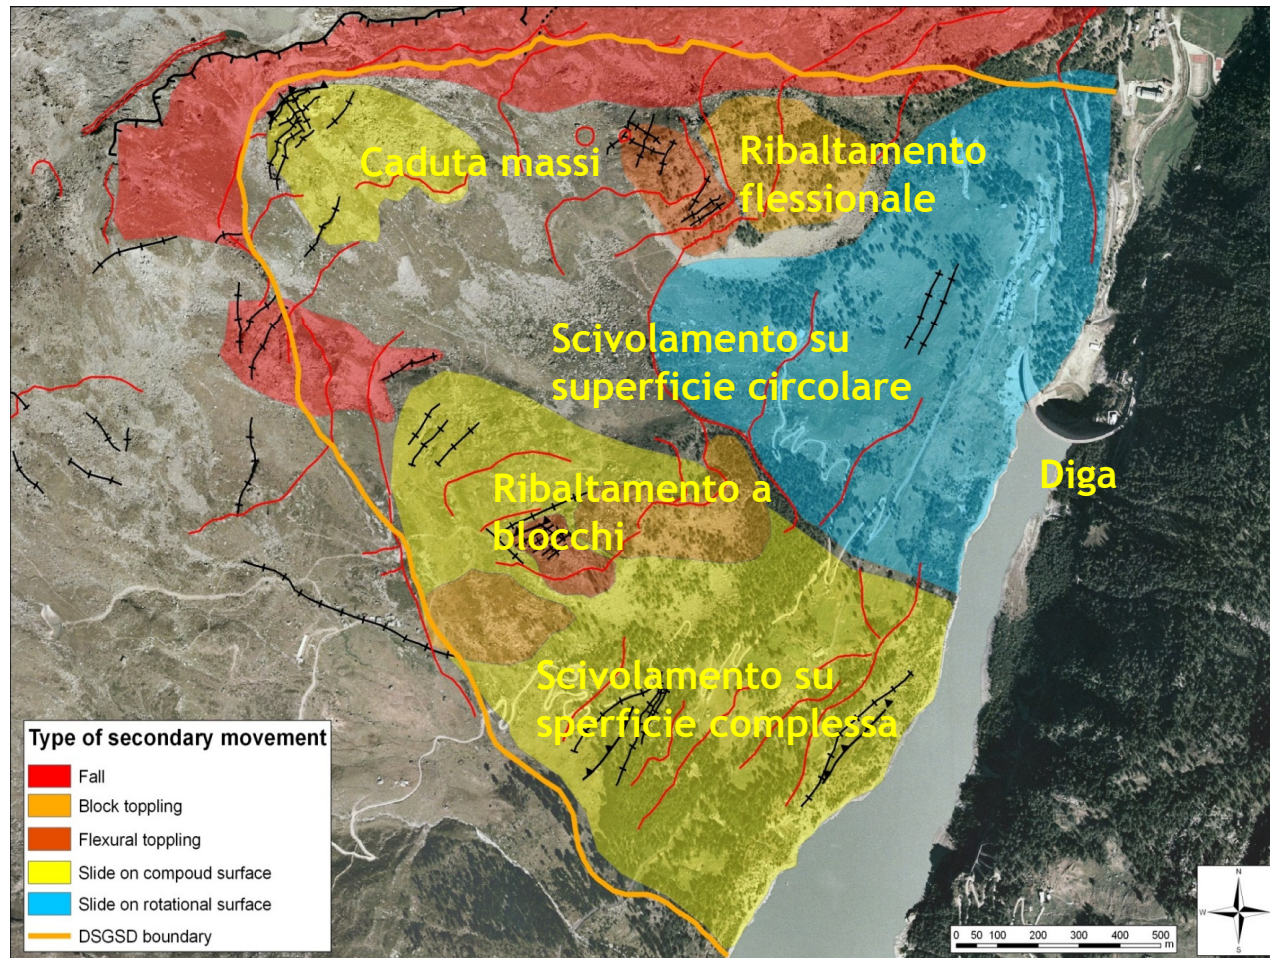 Caduta massi
Ribaltamento
flessionale
Scivolamento su
superficie circolare
Diga
Ribaltamento a
blocchi
Scivolamento su
sperficie complessa
Type of secondary movement
Fall
Block toppling
Flexural toppling
Slide on compoud surface
Slide on rotational surface
DSGSD boundary
N
W E
S
0 50 100 200 300 400 500
m